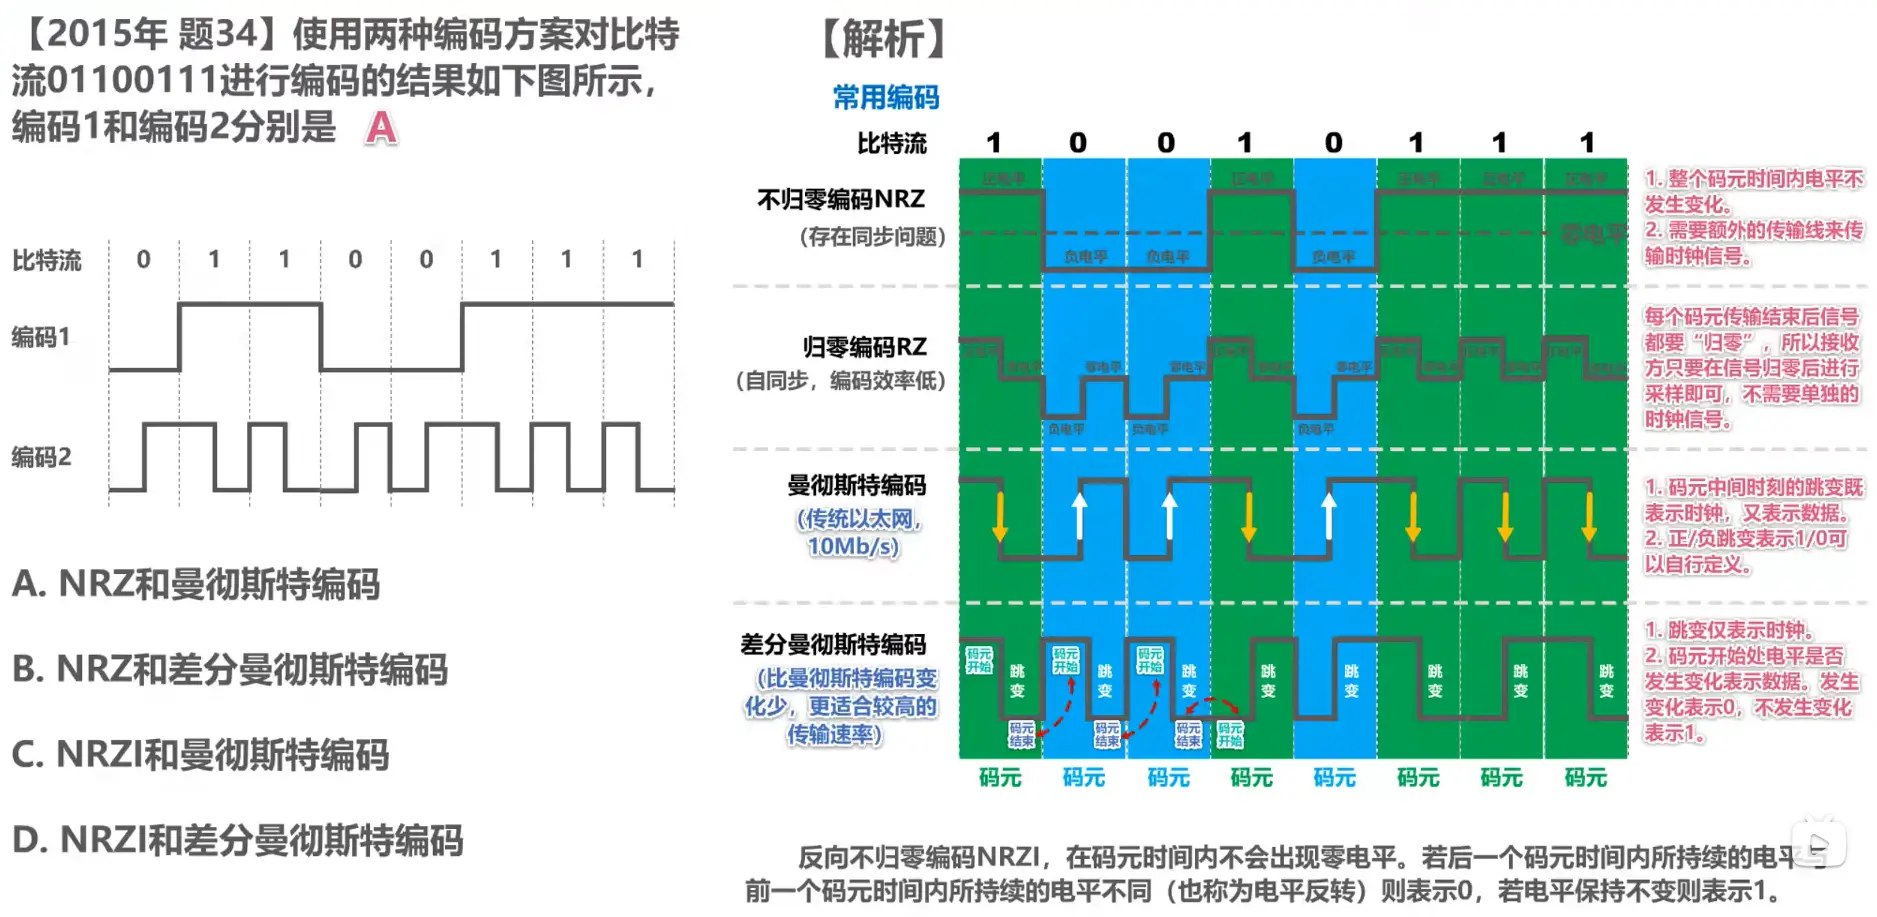 【2015年 题34】使用两种编码方案对比特
流01100111进行编码的结果如下图所示，
编码1和编码2分别是 A
比特流 0 1 1 0 0 1 1 1
编码1
编码2
A. NRZ和曼彻斯特编码
B. NRZ和差分曼彻斯特编码
C. NRZI和曼彻斯特编码
D. NRZI和差分曼彻斯特编码
【解析】
常用编码
比特流 1 0 0 1 0 1 1 1
不归零编码NRZ
（存在同步问题）
正电平 正电平 正电平 正电平 正电平
零电平
负电平 负电平 负电平
1. 整个码元时间内电平不
发生变化。
2. 需要额外的传输线来传
输时钟信号。
归零编码RZ
（自同步，编码效率低）
正电平 正电平 正电平 正电平 正电平
零电平 零电平 零电平 零电平 零电平 零电平 零电平 零电平
负电平 负电平 负电平
每个码元传输结束后信号
都要“归零”，所以接收
方只要在信号归零后进行
采样即可，不需要单独的
时钟信号。
曼彻斯特编码
（传统以太网，
10Mb/s）
1. 码元中间时刻的跳变既
表示时钟，又表示数据。
2. 正/负跳变表示1/0可
以自行定义。
差分曼彻斯特编码
（比曼彻斯特编码变
化少，更适合较高的
传输速率）
码元开始 码元开始 码元开始
跳变 跳变 跳变 跳变 跳变 跳变 跳变 跳变
码元结束 码元结束 码元结束 码元开始
1. 跳变仅表示时钟。
2. 码元开始处电平是否
发生变化表示数据。发生
变化表示0，不发生变化
表示1。
码元 码元 码元 码元 码元 码元 码元 码元
反向不归零编码NRZI，在码元时间内不会出现零电平。若后一个码元时间内所持续的电平
前一个码元时间内所持续的电平不同（也称为电平反转）则表示0，若电平保持不变则表示1。